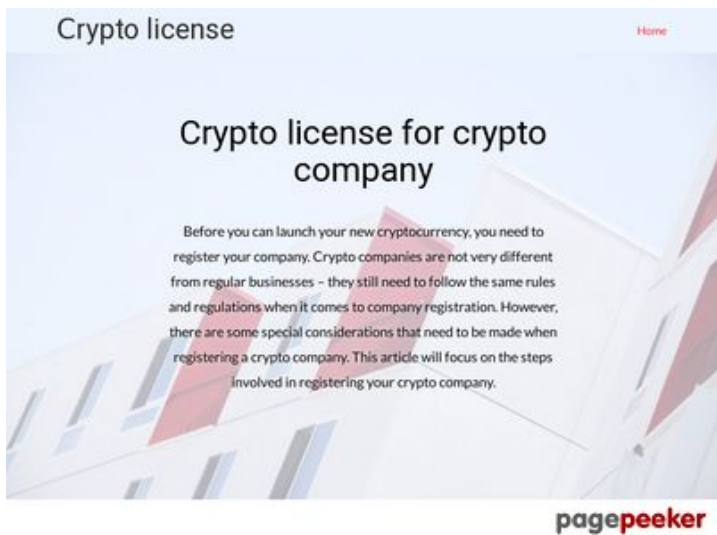 Crypto license
Home
Crypto license for crypto
company
Before you can launch your new cryptocurrency, you need to
register your company. Crypto companies are not very different
from regular businesses – they still need to follow the same rules
and regulations when it comes to company registration. However,
there are some special considerations that need to be made when
registering a crypto company. This article will focus on the steps
involved in registering your crypto company.
pagepeeker